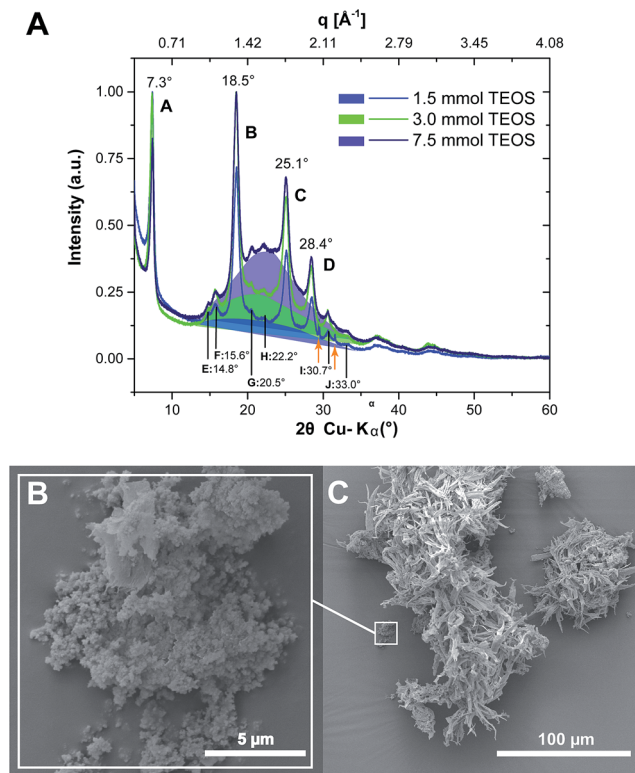 A
q [Å-1]
0.71 1.42 2.11 2.79 3.45 4.08
7.3°
18.5°
A
B
1.5 mmol TEOS
3.0 mmol TEOS
7.5 mmol TEOS
25.1°
C
28.4°
D
Intensity (a.u.)
1.00
0.75
0.50
0.25
0.00
F:15.6°
H:22.2°
E:14.8°
I:30.7°
G:20.5°
J:33.0°
α
10 20 30 40 50 60
2θ Cu-Kα(°)
B
5 µm
C
100 µm